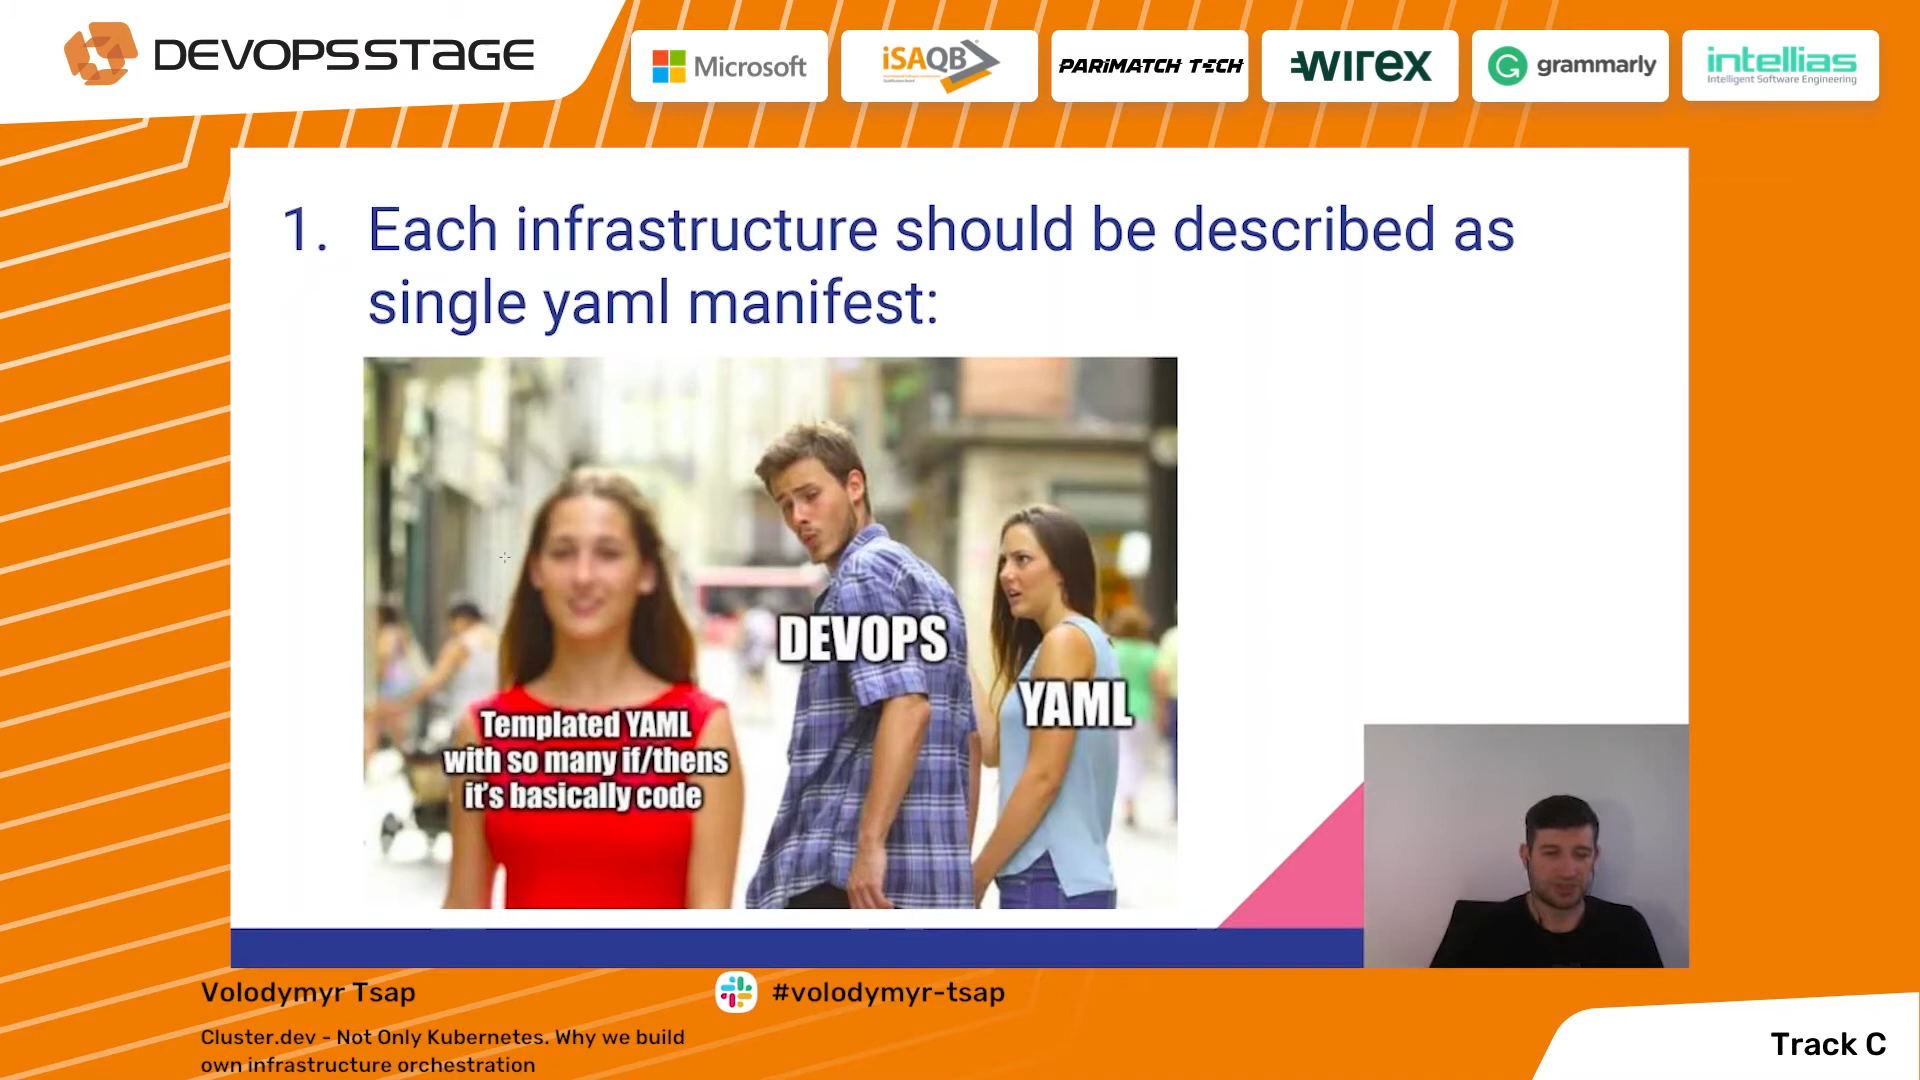 DEVOPSSTAGE
Microsoft
iSAQB
PARIMATCH TECH
WIREX
grammarly
intellias
Intelligent Software Engineering
1. Each infrastructure should be described as
single yaml manifest:
DEVOPS
YAML
Templated YAML
with so many if/thens
it's basically code
Volodymyr Tsap
#volodymyr-tsap
Cluster.dev - Not Only Kubernetes. Why we build
own infrastructure orchestration
Track C